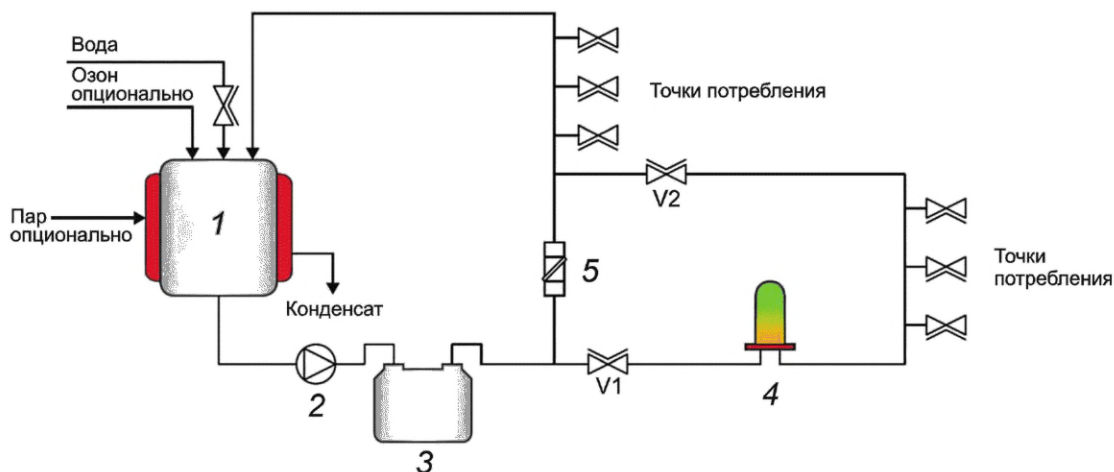 Вода
Озон
опционально
Точки потребления
1
Пар
опционально
V2
5
Точки
потребления
Конденсат
V1
2
4
3